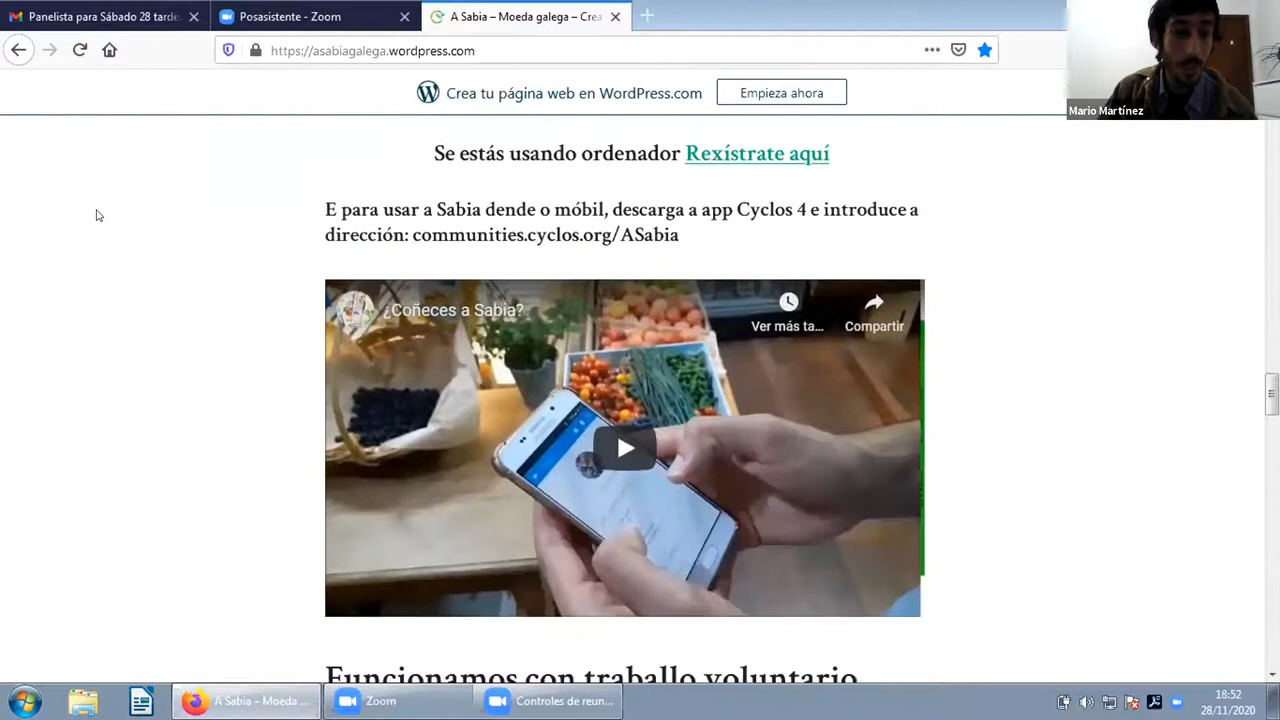 Panelista para Sábado 28 tarde
Posasistente - Zoom
A Sabia – Moeda galega – Crea
https://asabiagalega.wordpress.com
Crea tu página web en WordPress.com
Empieza ahora
Mario Martínez
Se estás usando ordenador Rexístrate aquí
E para usar a Sabia dende o móbil, descarga a app Cyclos 4 e introduce a
dirección: communities.cyclos.org/ASabia
¿Coñeces a Sabia?
Ver más ta...
Compartir
Funcionamos con traballo voluntario
A Sabia – Moeda ...
Zoom
Controles de reun...
18:52
28/11/2020